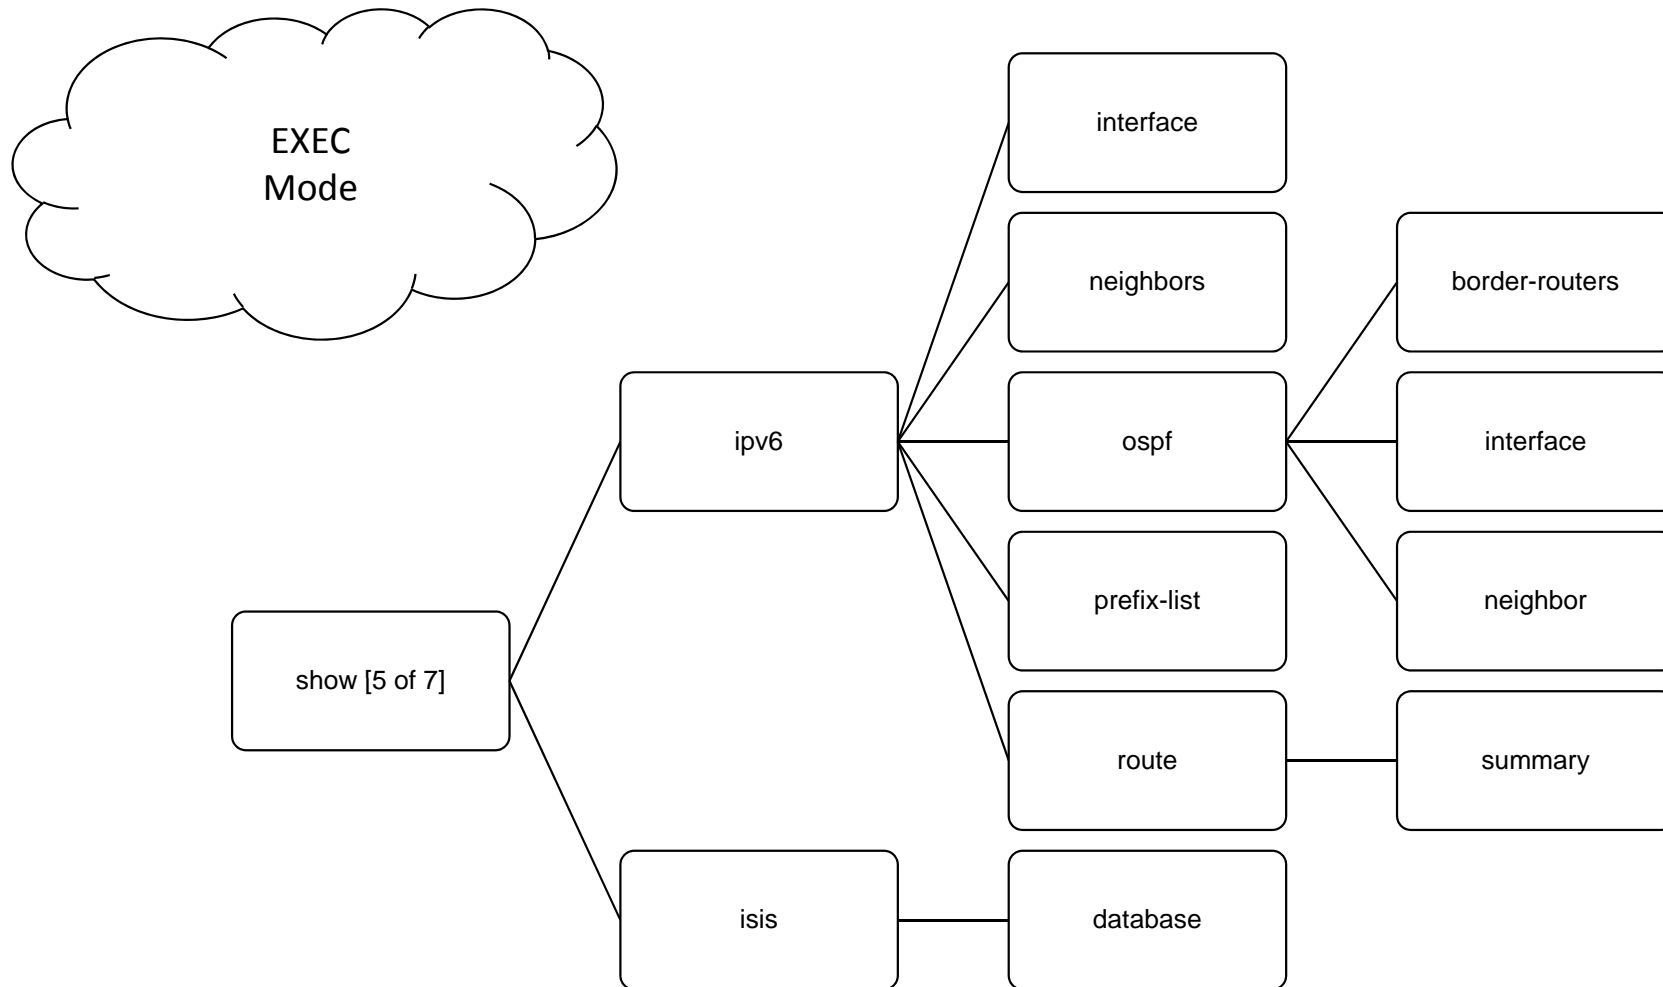 EXEC
Mode
interface
neighbors
border-routers
ipv6
ospf
interface
prefix-list
neighbor
show [5 of 7]
route
summary
isis
database